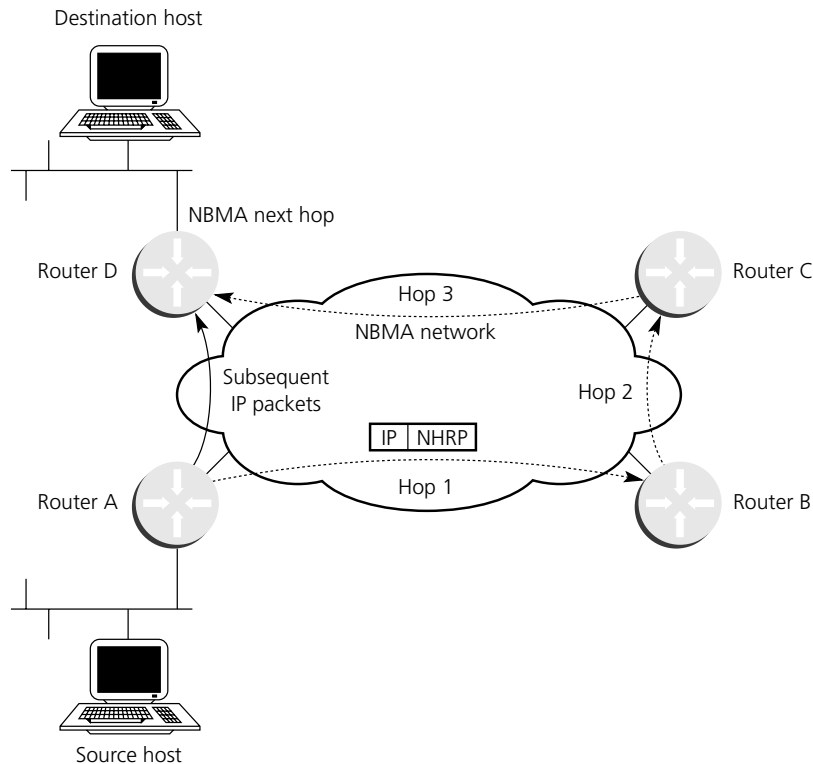 Destination host
NBMA next hop
Router D
Router C
Hop 3
NBMA network
Subsequent
IP packets
Hop 2
IP NHRP
Router A
Hop 1
Router B
Source host